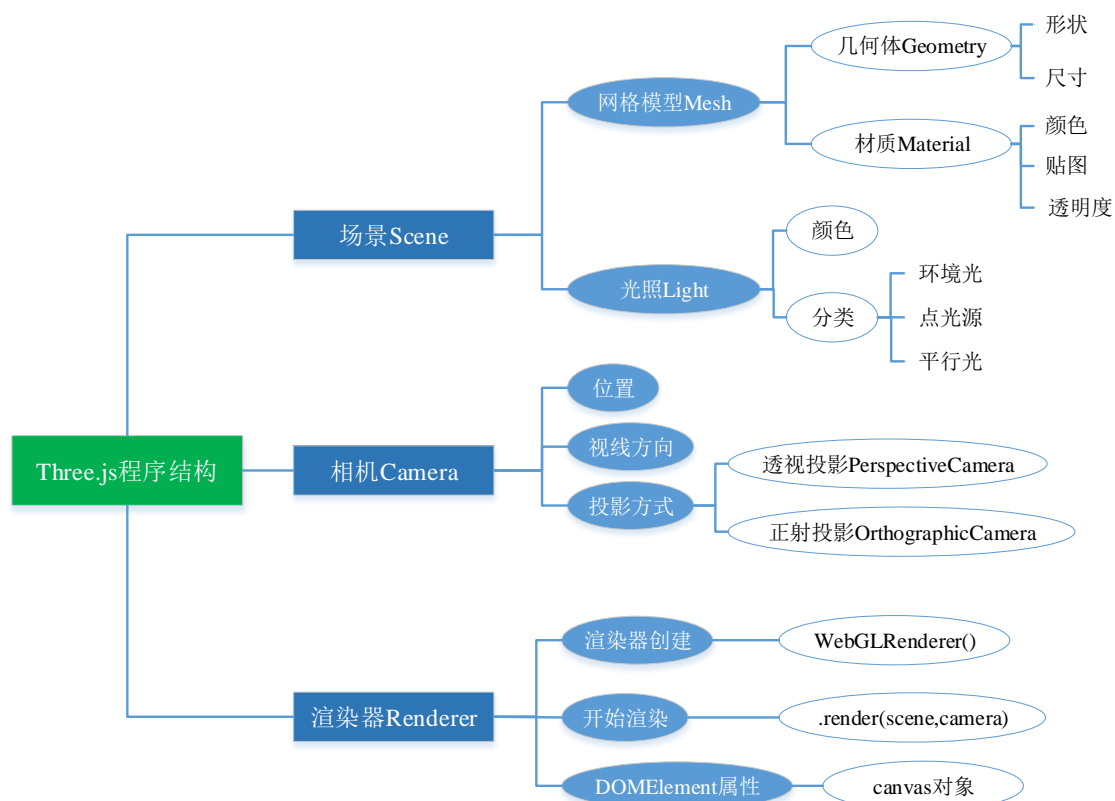 Three.js程序结构
场景Scene
网格模型Mesh
几何体Geometry
形状
尺寸
材质Material
颜色
贴图
透明度
光照Light
颜色
分类
环境光
点光源
平行光
相机Camera
位置
视线方向
投影方式
透视投影PerspectiveCamera
正射投影OrthographicCamera
渲染器Renderer
渲染器创建
WebGLRenderer()
开始渲染
.render(scene,camera)
DOMElement属性
canvas对象